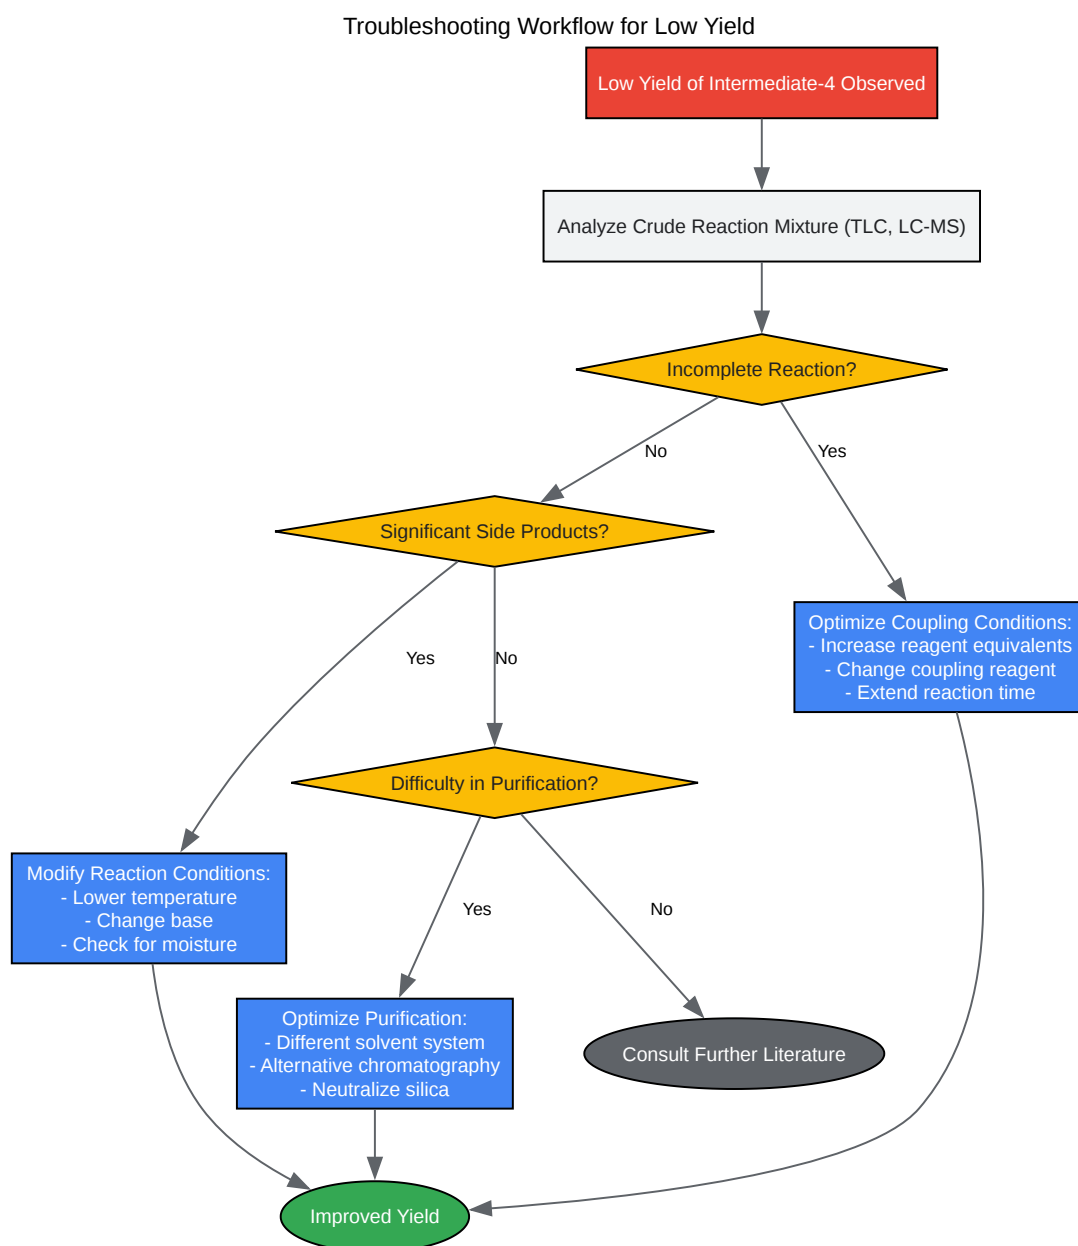 Troubleshooting Workflow for Low Yield
Low Yield of Intermediate-4 Observed
Analyze Crude Reaction Mixture (TLC, LC-MS)
Incomplete Reaction?
No
Yes
Significant Side Products?
Optimize Coupling Conditions:
- Increase reagent equivalents
- Change coupling reagent
- Extend reaction time
Yes
No
Difficulty in Purification?
Modify Reaction Conditions:
- Lower temperature
- Change base
- Check for moisture
Yes
No
Optimize Purification:
- Different solvent system
- Alternative chromatography
- Neutralize silica
Consult Further Literature
Improved Yield